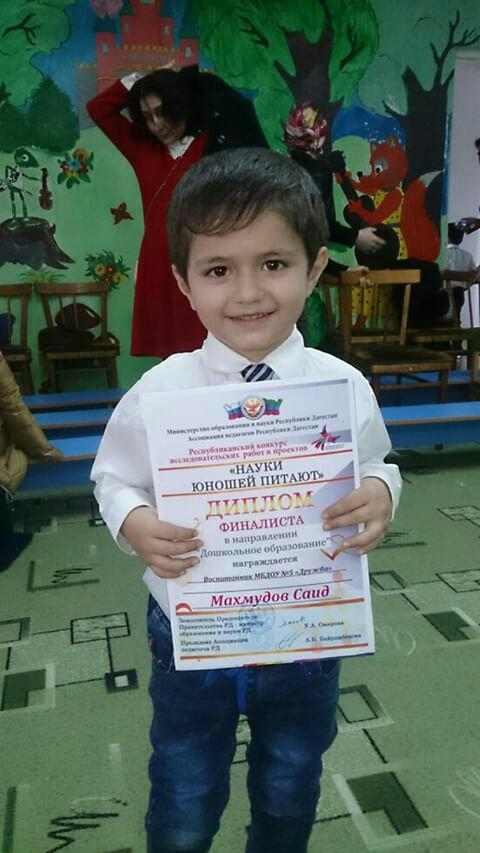 Министерство образования и науки Республики Дагестан
Ассоциация педагогов Республики Дагестан
Республиканский конкурс
исследовательских работ и проектов
«НАУКИ
ЮНОШЕЙ ПИТАЮТ»
ДИПЛОМ
ФИНАЛИСТА
в направлении
"Дошкольное образование"
награждается
Воспитанник МБДОУ №5 «Дружба»
Махмудов Саид
Заместитель Председателя
Правительства РД - министр
образования и науки РД
У.А. Омарова
Президент Ассоциации
педагогов РД
А.Б. Байрамбекова